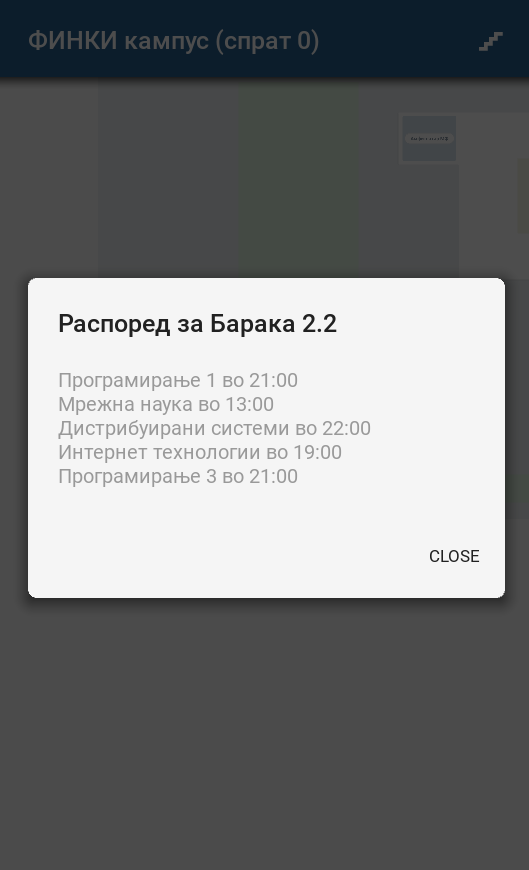 ФИНКИ кампус (спрат 0)
Распоред за Барака 2.2
Програмирање 1 во 21:00
Мрежна наука во 13:00
Дистрибуирани системи во 22:00
Интернет технологии во 19:00
Програмирање 3 во 21:00
CLOSE